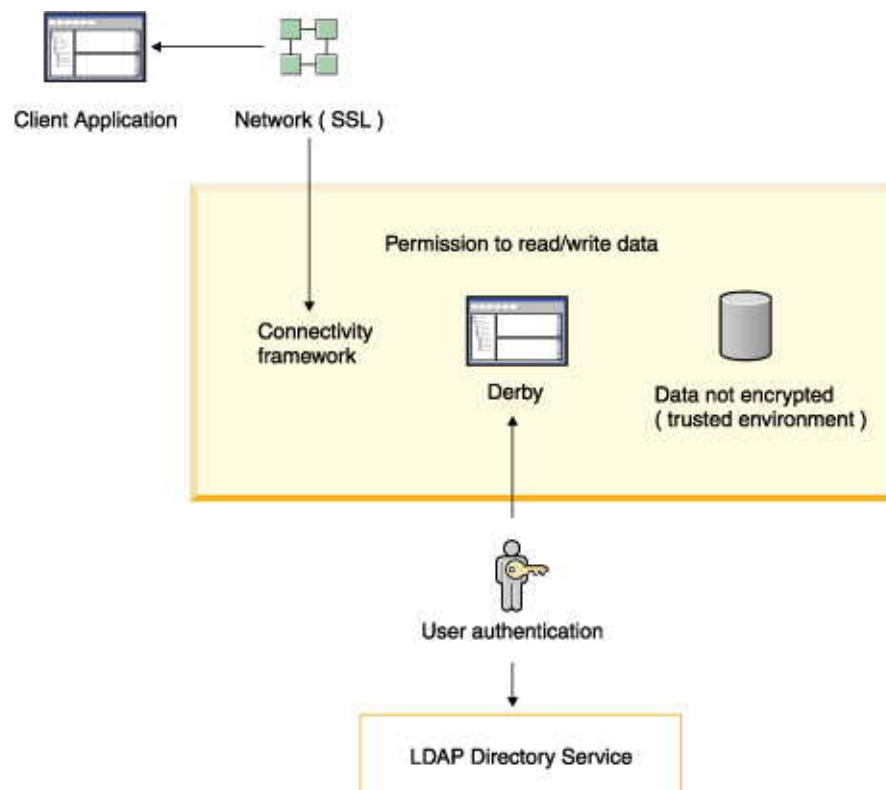 Client Application
Network ( SSL )
Permission to read/write data
Connectivity
framework
Derby
Data not encrypted
( trusted environment )
User authentication
LDAP Directory Service